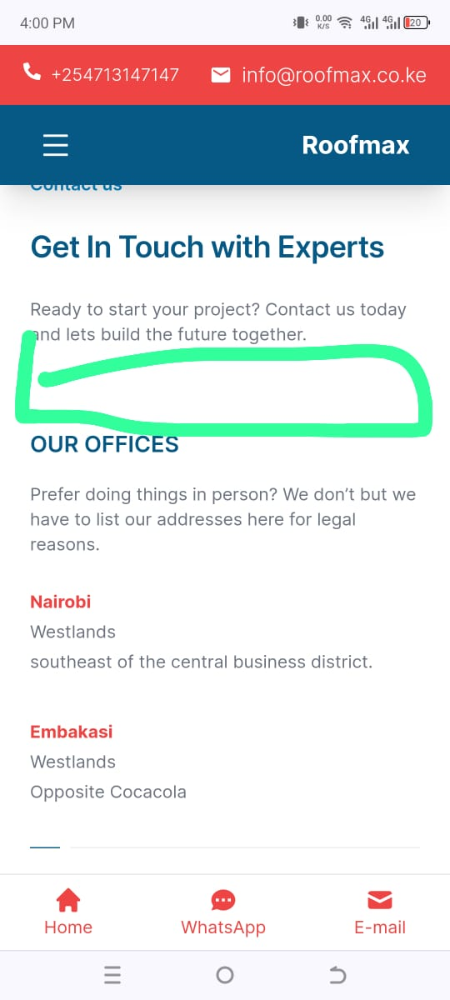 4:00 PM
0.00
K/S
4G
4G
20
+254713147147
info@roofmax.co.ke
Roofmax
Contact us
Get In Touch with Experts
Ready to start your project? Contact us today
and lets build the future together.
OUR OFFICES
Prefer doing things in person? We don’t but we
have to list our addresses here for legal
reasons.
Nairobi
Westlands
southeast of the central business district.
Embakasi
Westlands
Opposite Cocacola
Home
WhatsApp
E-mail